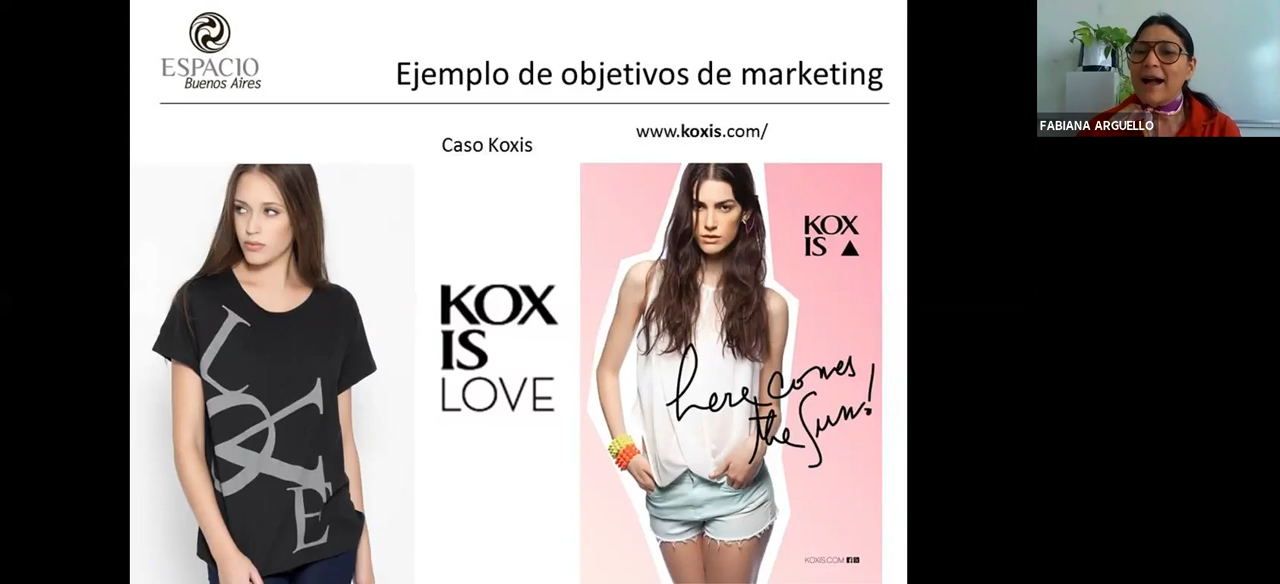 ESPACIO
Buenos Aires
Ejemplo de objetivos de marketing
Caso Koxis
www.koxis.com/
L
O
V
E
KOX
IS
LOVE
KOX
IS
here comes
the sun!
KOXIS.COM
FABIANA ARGUELLO